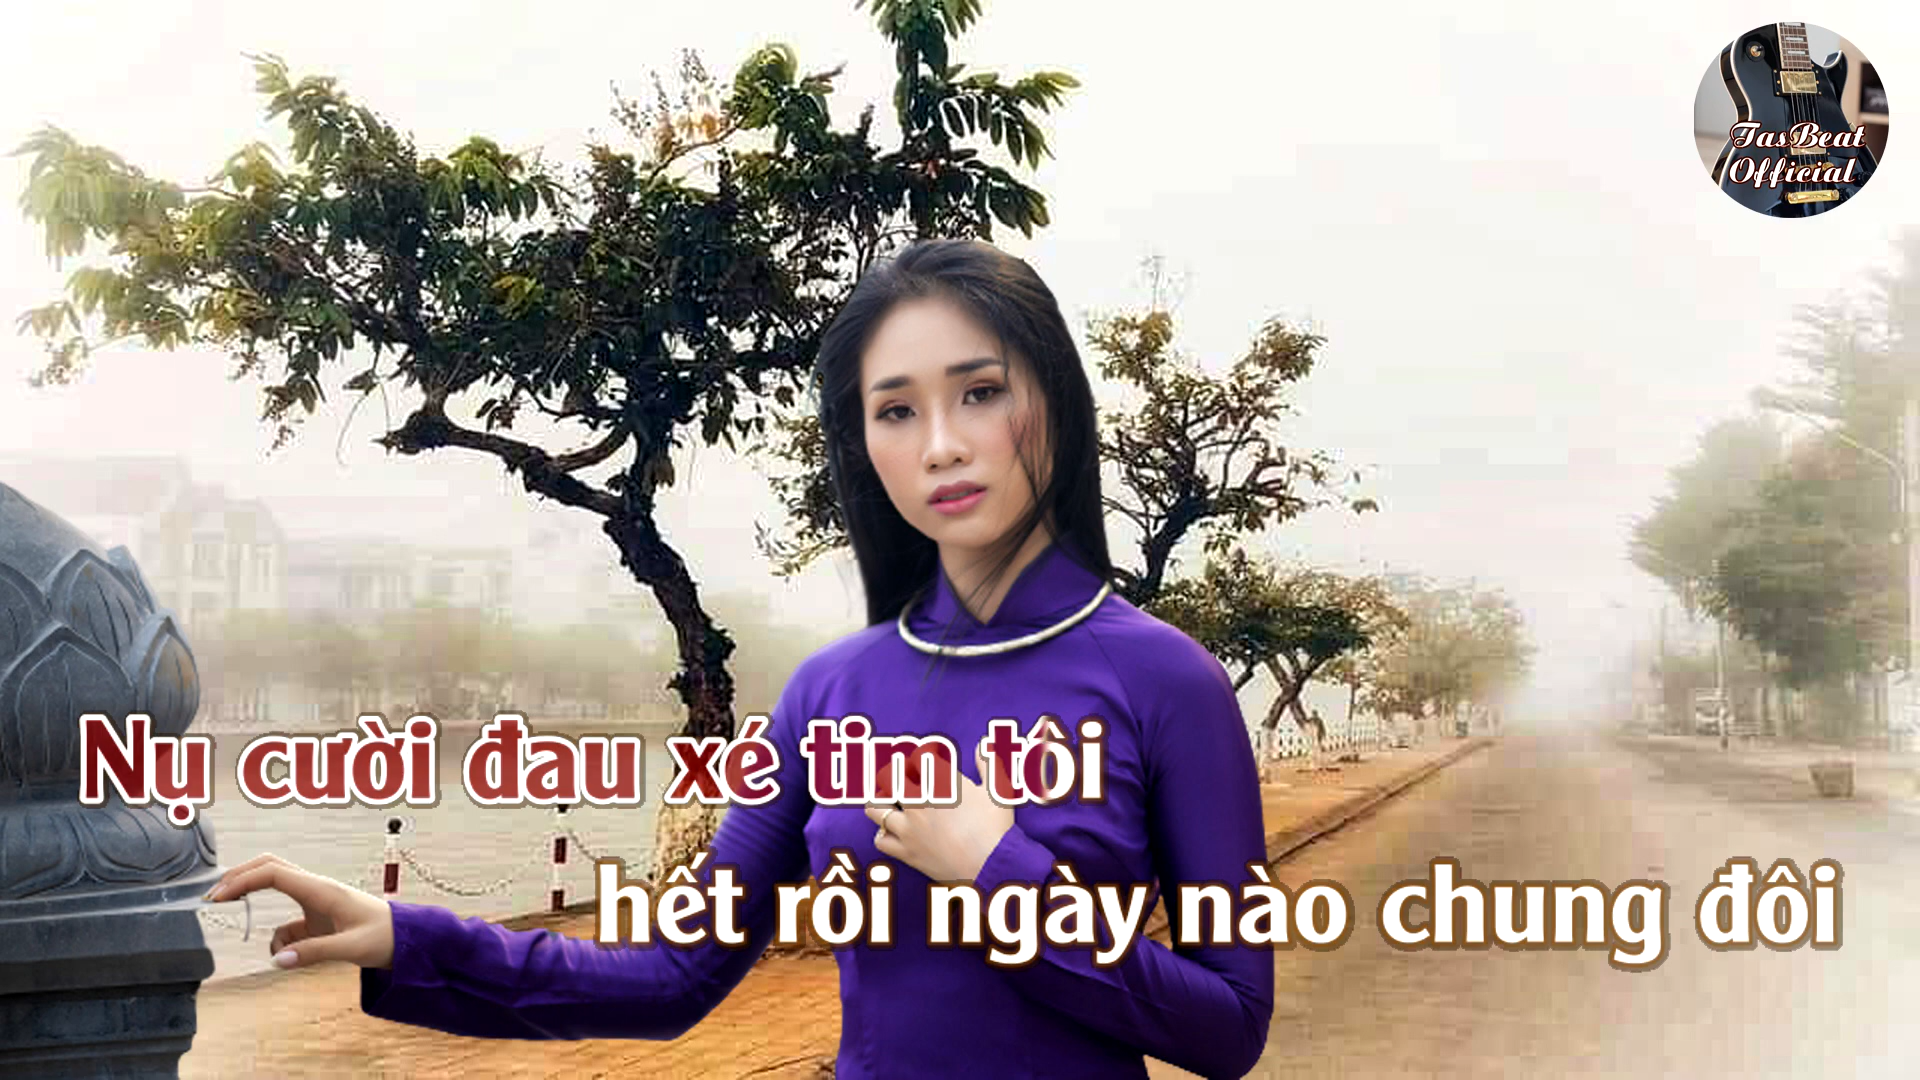 TasBeat
Official
Nụ cười đau xé tim tôi
hết rồi ngày nào chung đôi